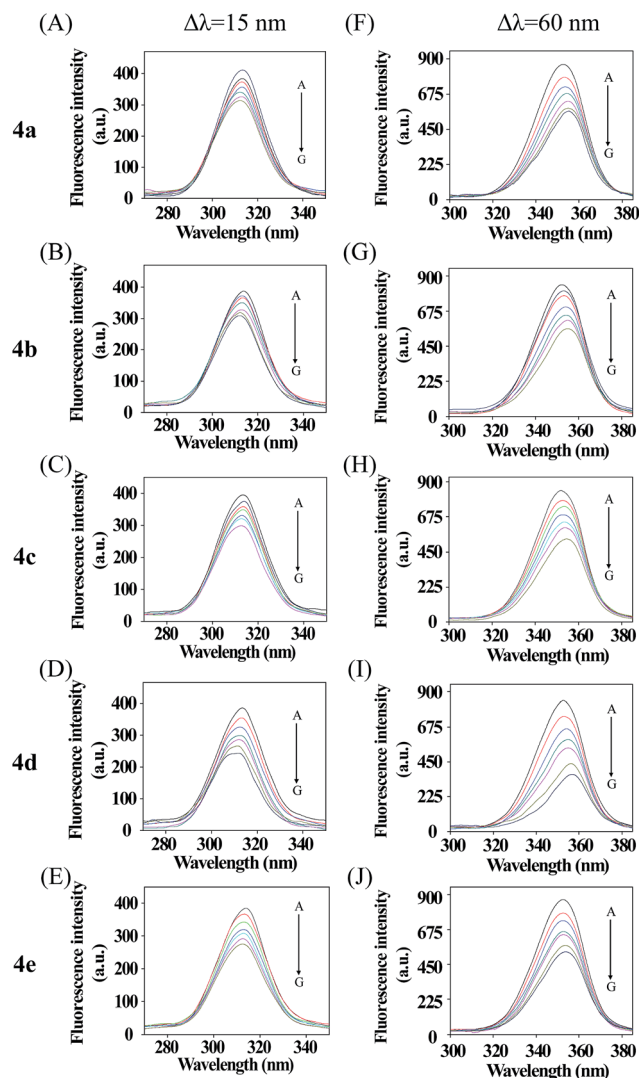 (A) Δλ=15 nm (F) Δλ=60 nm
4a
Fluorescence intensity (a.u.)
400
300
200
100
0
A
G
280 300 320 340
Wavelength (nm)
Fluorescence intensity (a.u.)
900
675
450
225
0
A
G
300 320 340 360 380
Wavelength (nm)
(B) (G)
4b
Fluorescence intensity (a.u.)
400
300
200
100
0
A
G
280 300 320 340
Wavelength (nm)
Fluorescence intensity (a.u.)
900
675
450
225
0
A
G
300 320 340 360 380
Wavelength (nm)
(C) (H)
4c
Fluorescence intensity (a.u.)
400
300
200
100
0
A
G
280 300 320 340
Wavelength (nm)
Fluorescence intensity (a.u.)
900
675
450
225
0
A
G
300 320 340 360 380
Wavelength (nm)
(D) (I)
4d
Fluorescence intensity (a.u.)
400
300
200
100
0
A
G
280 300 320 340
Wavelength (nm)
Fluorescence intensity (a.u.)
900
675
450
225
0
A
G
300 320 340 360 380
Wavelength (nm)
(E) (J)
4e
Fluorescence intensity (a.u.)
400
300
200
100
0
A
G
280 300 320 340
Wavelength (nm)
Fluorescence intensity (a.u.)
900
675
450
225
0
A
G
300 320 340 360 380
Wavelength (nm)